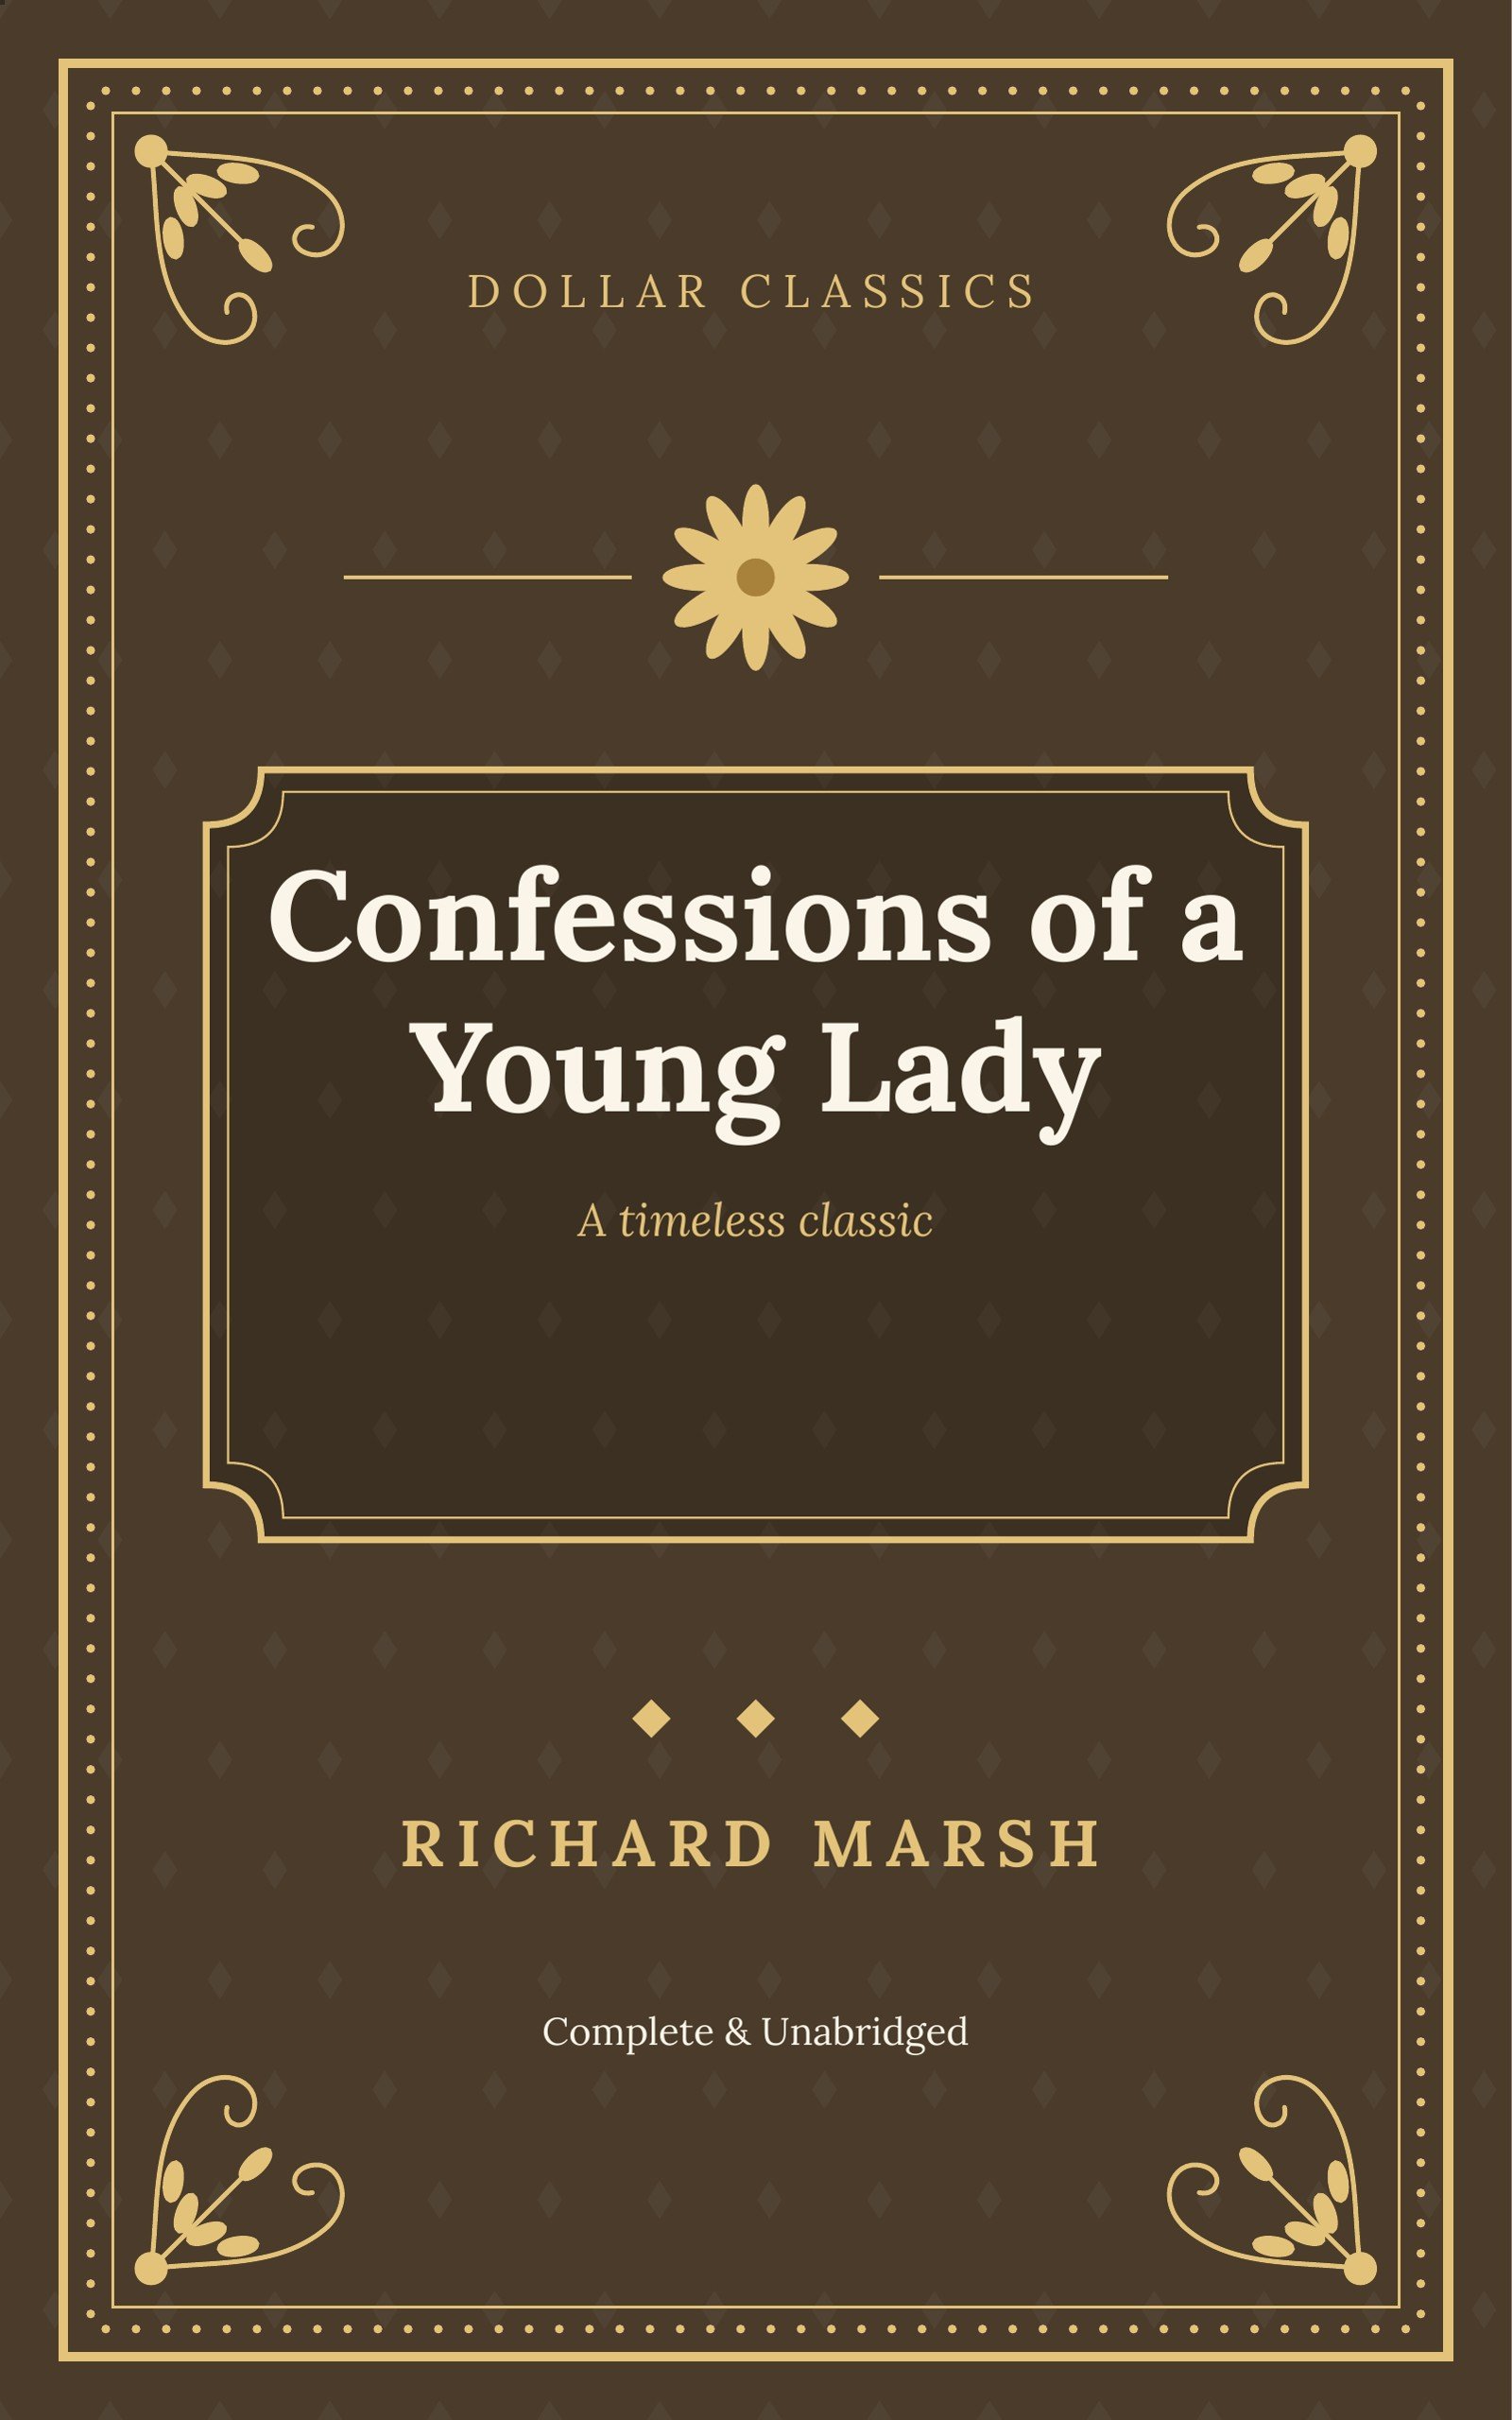 DOLLAR CLASSICS
Confessions of a
Young Lady
A timeless classic
RICHARD MARSH
Complete & Unabridged